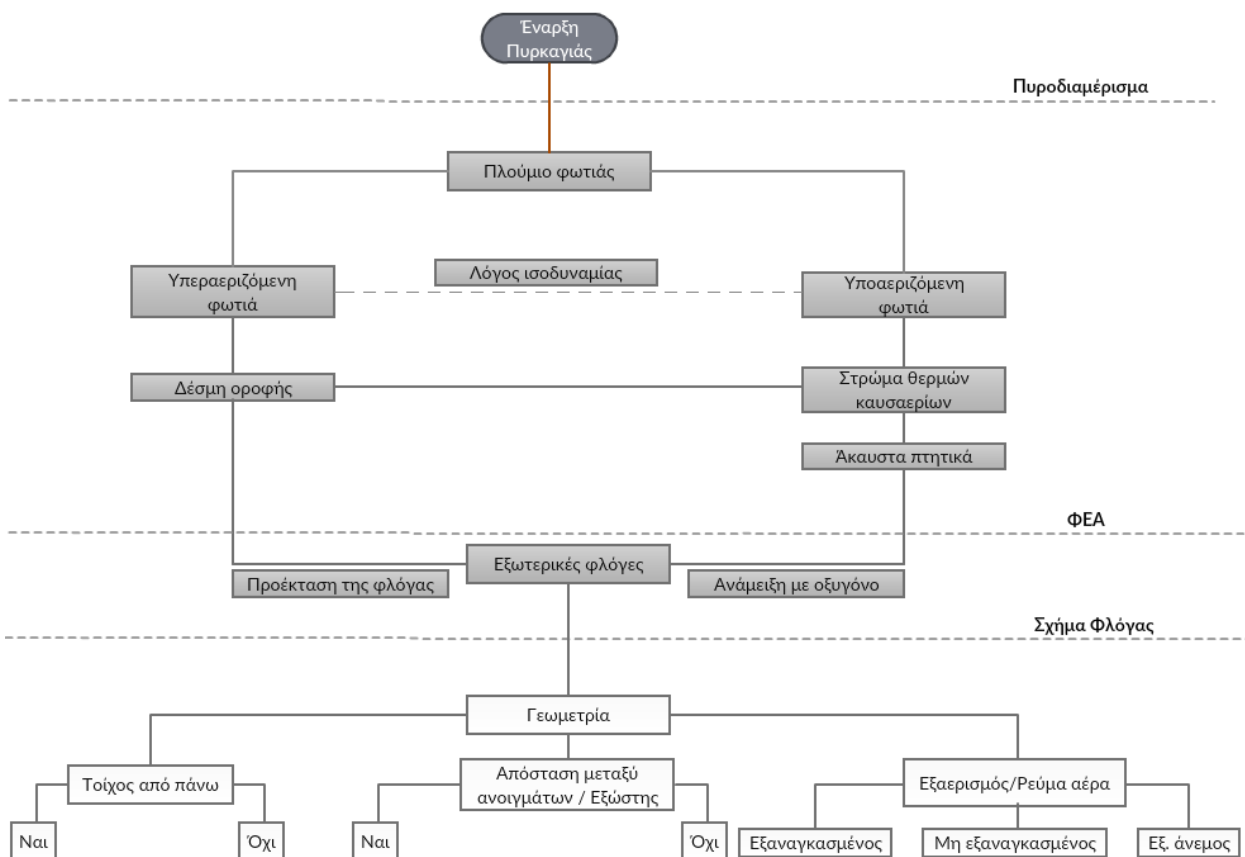 Έναρξη
Πυρκαγιάς
Πυροδιαμέρισμα
Πλούμιο φωτιάς
Λόγος ισοδυναμίας
Υπεραεριζόμενη
φωτιά
Υποαεριζόμενη
φωτιά
Δέσμη οροφής
Στρώμα θερμών
καυσαερίων
Άκαυστα πτητικά
ΦΕΑ
Εξωτερικές φλόγες
Προέκταση της φλόγας
Ανάμειξη με οξυγόνο
Σχήμα Φλόγας
Γεωμετρία
Τοίχος από πάνω
Απόσταση μεταξύ
ανοιγμάτων / Εξώστης
Εξαερισμός/Ρεύμα αέρα
Ναι
Όχι
Ναι
Όχι
Εξαναγκασμένος
Μη εξαναγκασμένος
Εξ. άνεμος